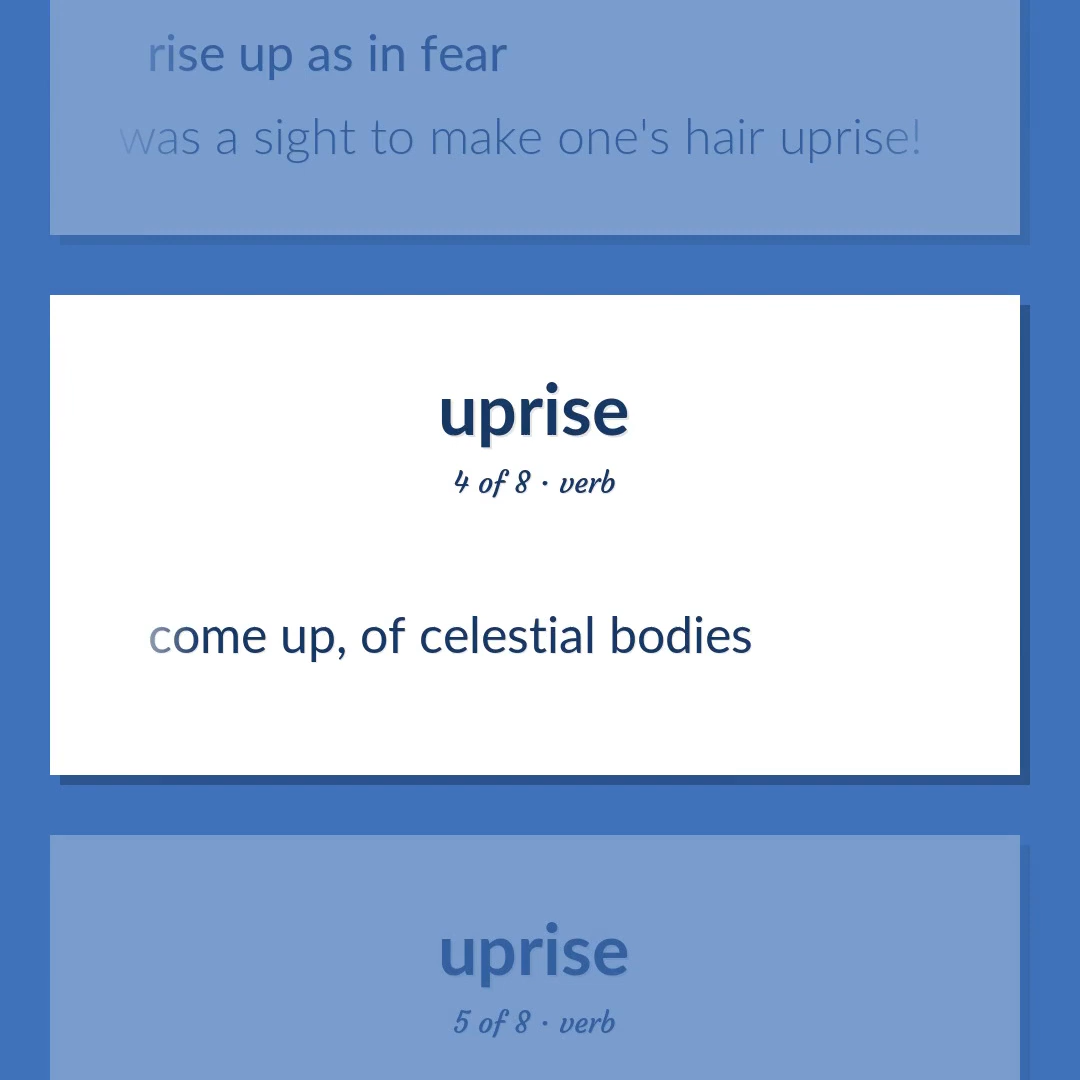 rise up as in fear
was a sight to make one's hair uprise!
uprise
4 of 8 · verb
come up, of celestial bodies
uprise
5 of 8 · verb